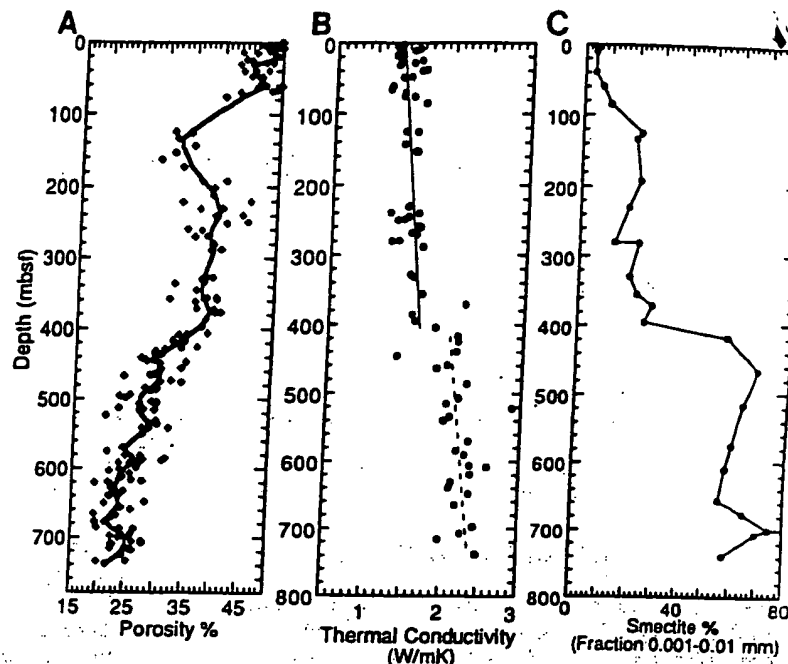 A
B
C
0
100
200
300
400
500
600
700
Depth (mbsf)
15 25 35 45
Porosity %
0
100
200
300
400
500
600
700
800
1 2 3
Thermal Conductivity
(W/mK)
0
100
200
300
400
500
600
700
800
0 40 80
Smectite %
(Fraction 0.001-0.01 mm)